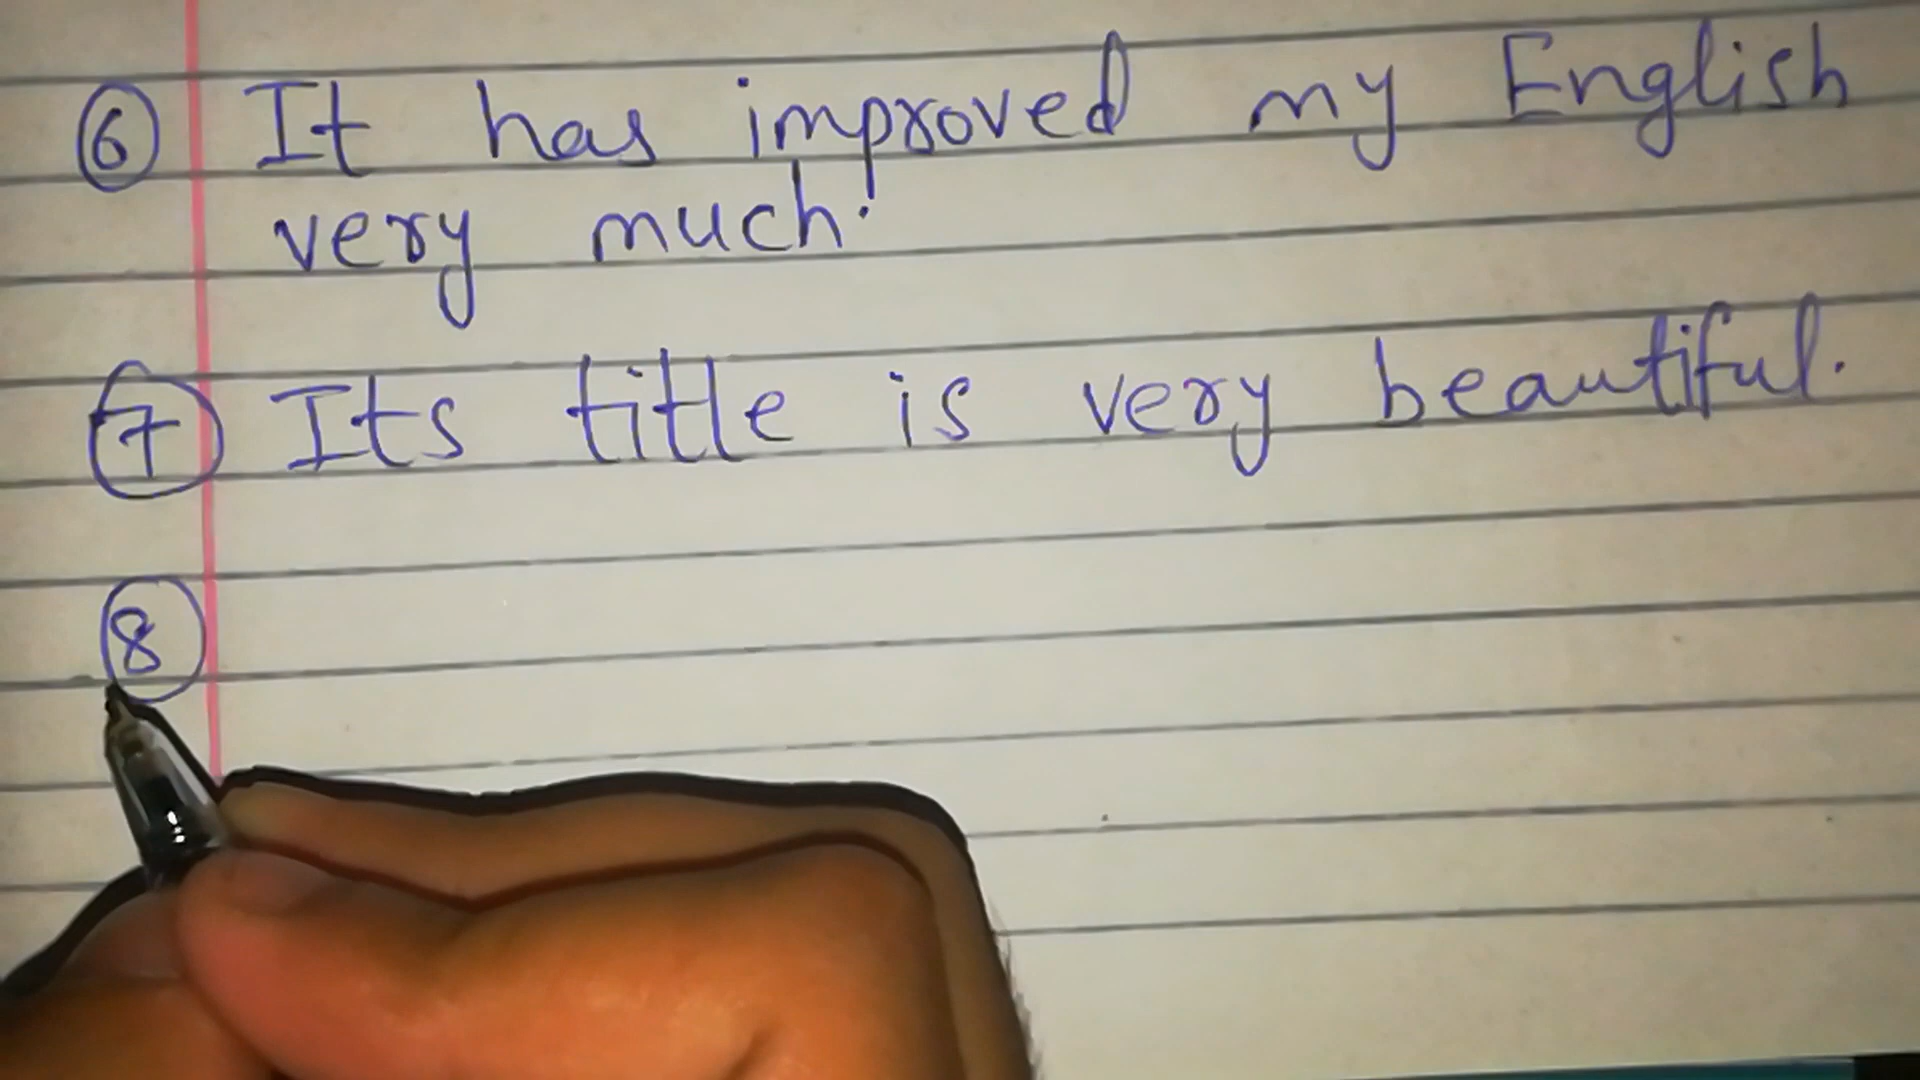 6 It has improved my English
very much.
7 Its title is very beautiful.
8